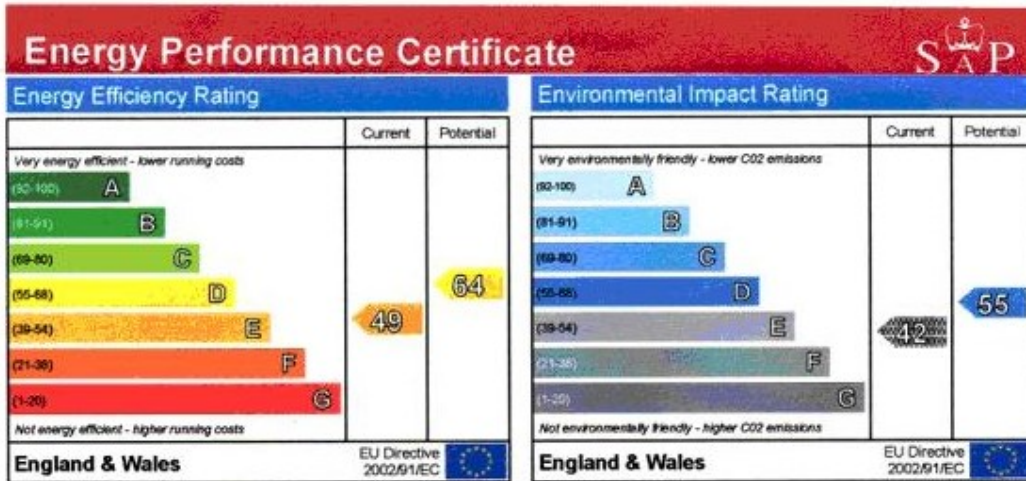 Energy Performance Certificate
SAP
Energy Efficiency Rating
Current Potential
Very energy efficient - lower running costs
(92-100) A
(81-91) B
(69-80) C
(55-68) D
64
(39-54) E
49
(21-38) F
(1-20) G
Not energy efficient - higher running costs
England & Wales
EU Directive
2002/91/EC
Environmental Impact Rating
Current Potential
Very environmentally friendly - lower C02 emissions
(92-100) A
(81-91) B
(69-80) C
(55-68) D
55
(39-54) E
42
(21-38) F
(1-20) G
Not environmentally friendly - higher C02 emissions
England & Wales
EU Directive
2002/91/EC